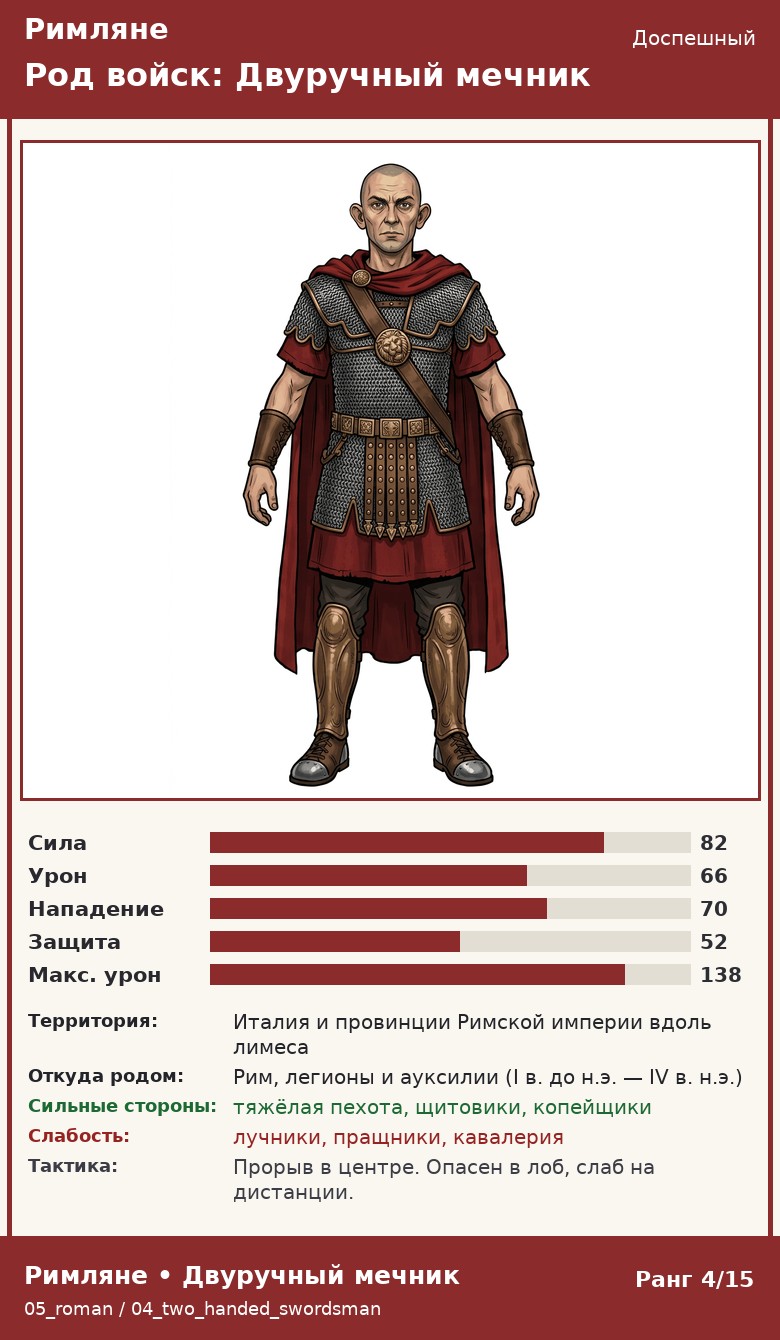 Римляне
Доспешный
Род войск: Двуручный мечник
Сила 82
Урон 66
Нападение 70
Защита 52
Макс. урон 138
Территория: Италия и провинции Римской империи вдоль
лимеса
Откуда родом: Рим, легионы и ауксилии (I в. до н.э. — IV в. н.э.)
Сильные стороны: тяжёлая пехота, щитовики, копейщики
Слабость: лучники, пращники, кавалерия
Тактика: Прорыв в центре. Опасен в лоб, слаб на
дистанции.
Римляне • Двуручный мечник
Ранг 4/15
05_roman / 04_two_handed_swordsman